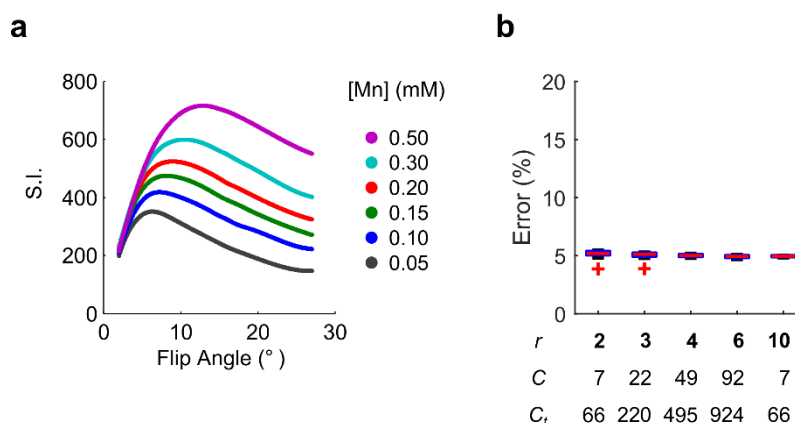 a
800
600
400
200
0
S.I.
0 10 20 30
Flip Angle (° )
[Mn] (mM)
0.50
0.30
0.20
0.15
0.10
0.05
b
20
15
10
5
0
Error (%)
r 2 3 4 6 10
C 7 22 49 92 7
Ct 66 220 495 924 66